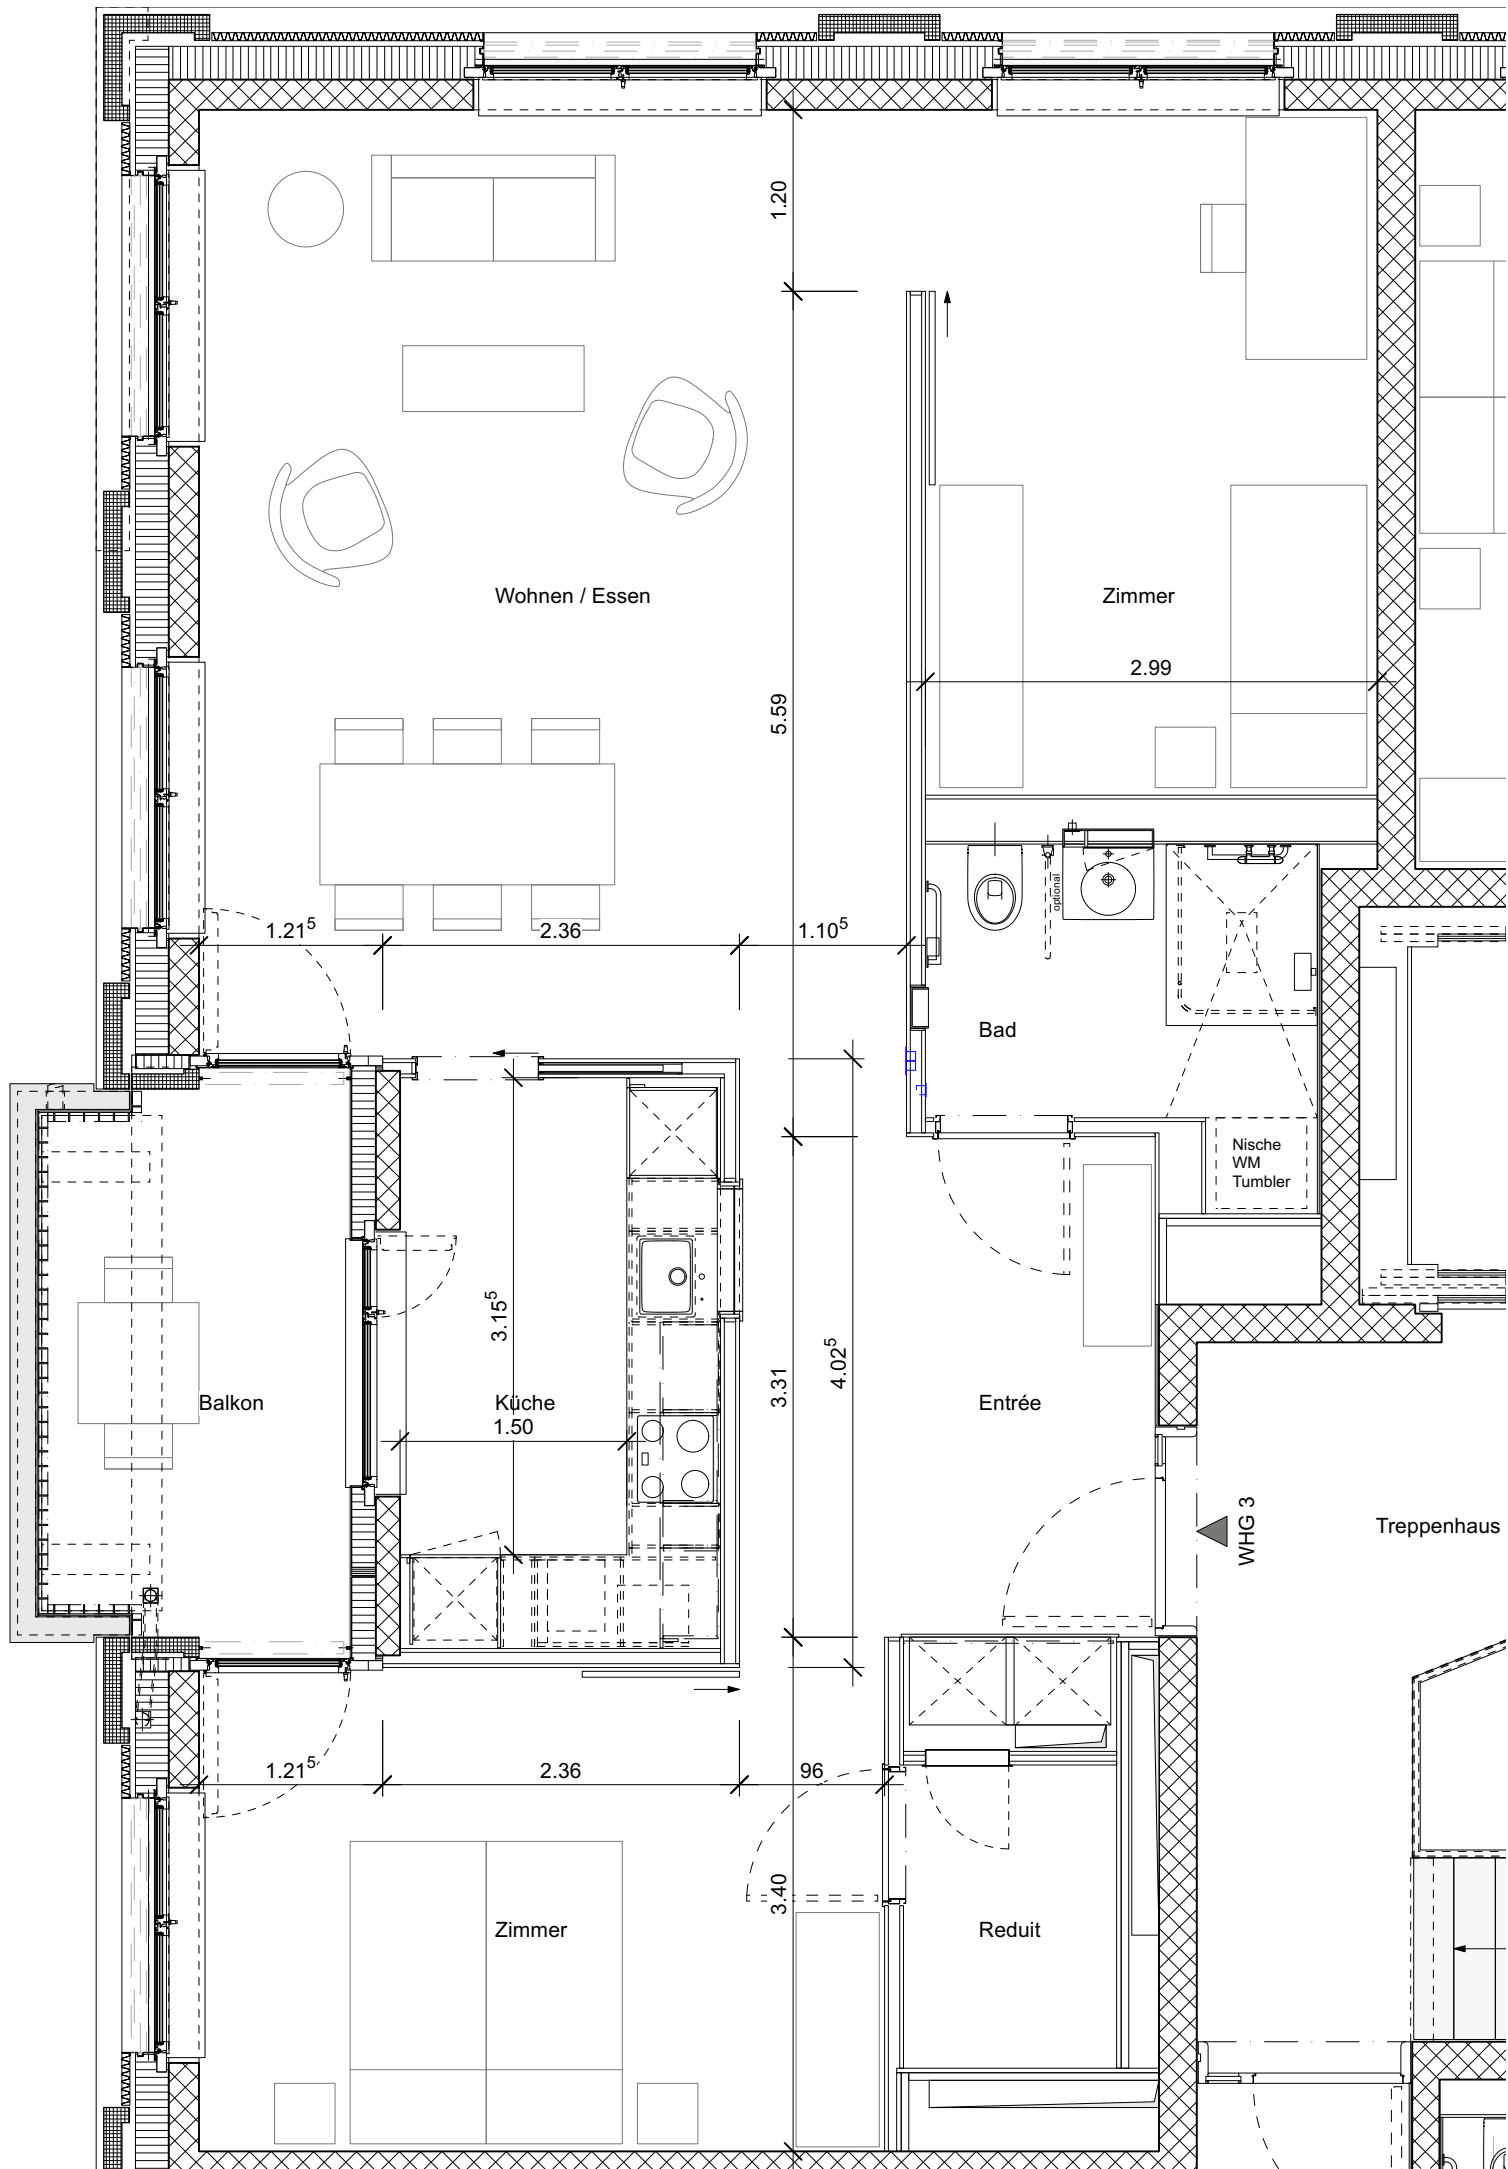 1.20
Wohnen / Essen
Zimmer
2.99
5.59
optional
1.21⁵
2.36
1.10⁵
Bad
Nische
WM
Tumbler
3.15⁵
3.31
4.02⁵
Balkon
Küche
1.50
Entrée
WHG 3
Treppenhaus
1.21⁵
2.36
96
3.40
Zimmer
Reduit